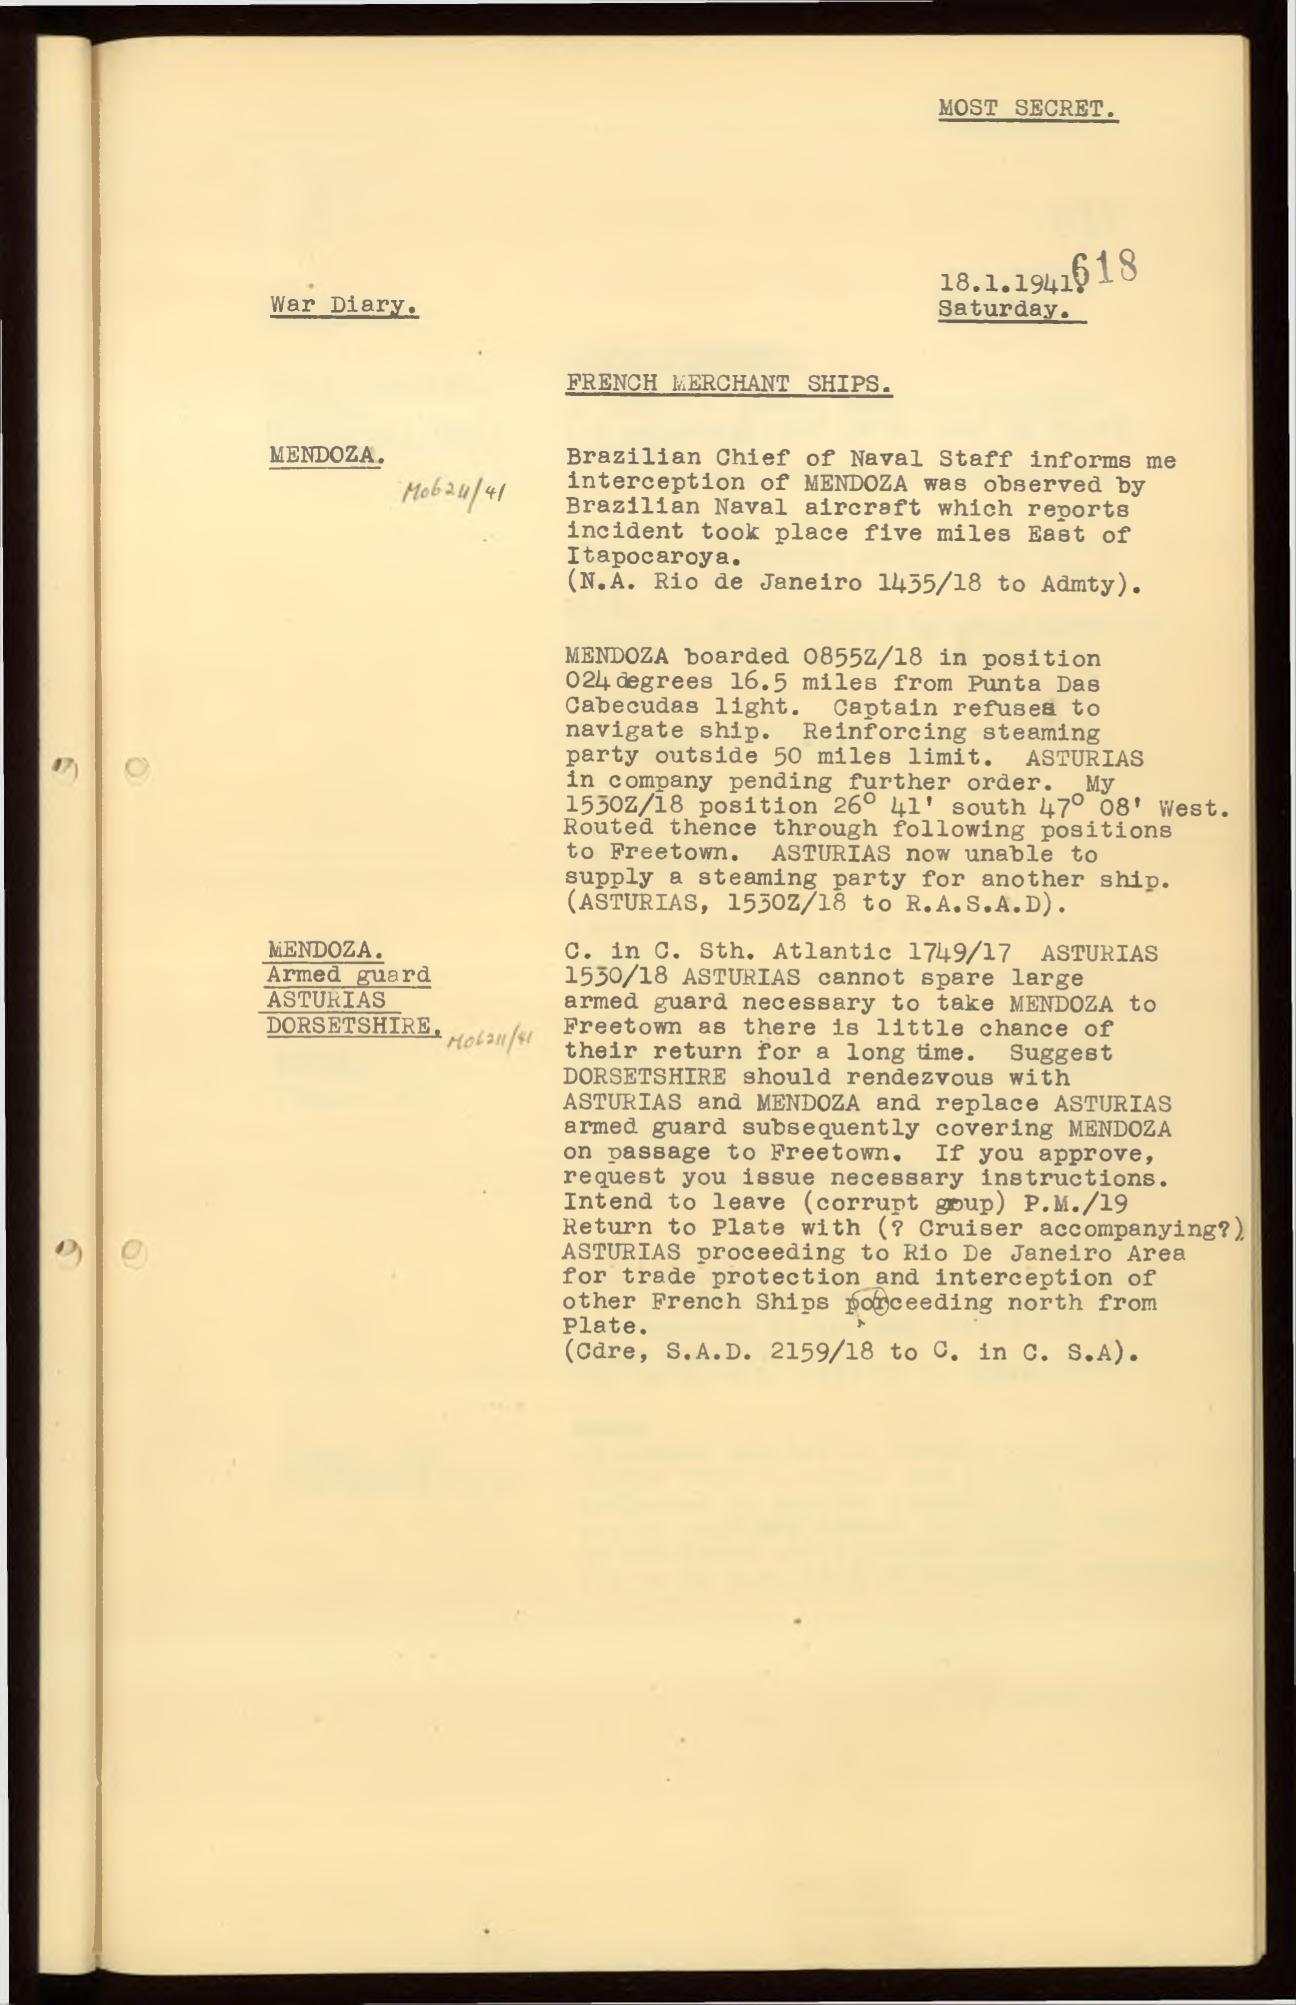 MOST SECRET.
618
18.1.1941.
War Diary.
Saturday.
FRENCH MERCHANT SHIPS.
MENDOZA.
M06211/41
Brazilian Chief of Naval Staff informs me
interception of MENDOZA was observed by
Brazilian Naval aircraft which reports
incident took place five miles East of
Itapocaroya.
(N.A. Rio de Janeiro 1435/18 to Admty).
MENDOZA boarded 0855Z/18 in position
024 degrees 16.5 miles from Punta Das
Cabecudas light. Captain refuses to
navigate ship. Reinforcing steaming
party outside 50 miles limit. ASTURIAS
in company pending further order. My
1530Z/18 position 26° 41' south 47° 08' West.
Routed thence through following positions
to Freetown. ASTURIAS now unable to
supply a steaming party for another ship.
(ASTURIAS, 1530Z/18 to R.A.S.A.D).
MENDOZA.
Armed guard
ASTURIAS
DORSETSHIRE.
M06211/41
C. in C. Sth. Atlantic 1749/17 ASTURIAS
1530/18 ASTURIAS cannot spare large
armed guard necessary to take MENDOZA to
Freetown as there is little chance of
their return for a long time. Suggest
DORSETSHIRE should rendezvous with
ASTURIAS and MENDOZA and replace ASTURIAS
armed guard subsequently covering MENDOZA
on passage to Freetown. If you approve,
request you issue necessary instructions.
Intend to leave (corrupt group) P.M./19
Return to Plate with (? Cruiser accompanying?)
ASTURIAS proceeding to Rio De Janeiro Area
for trade protection and interception of
other French Ships porceeding north from
Plate.
(Cdre, S.A.D. 2159/18 to C. in C. S.A).